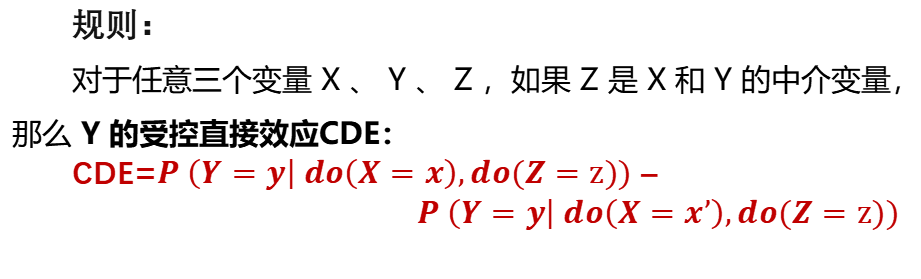 规则：
对于任意三个变量 X 、 Y 、 Z ，如果 Z 是 X 和 Y 的中介变量，
那么 Y 的受控直接效应CDE：
CDE=P (Y = y| do(X = x), do(Z = z)) −
P (Y = y| do(X = x’), do(Z = z))